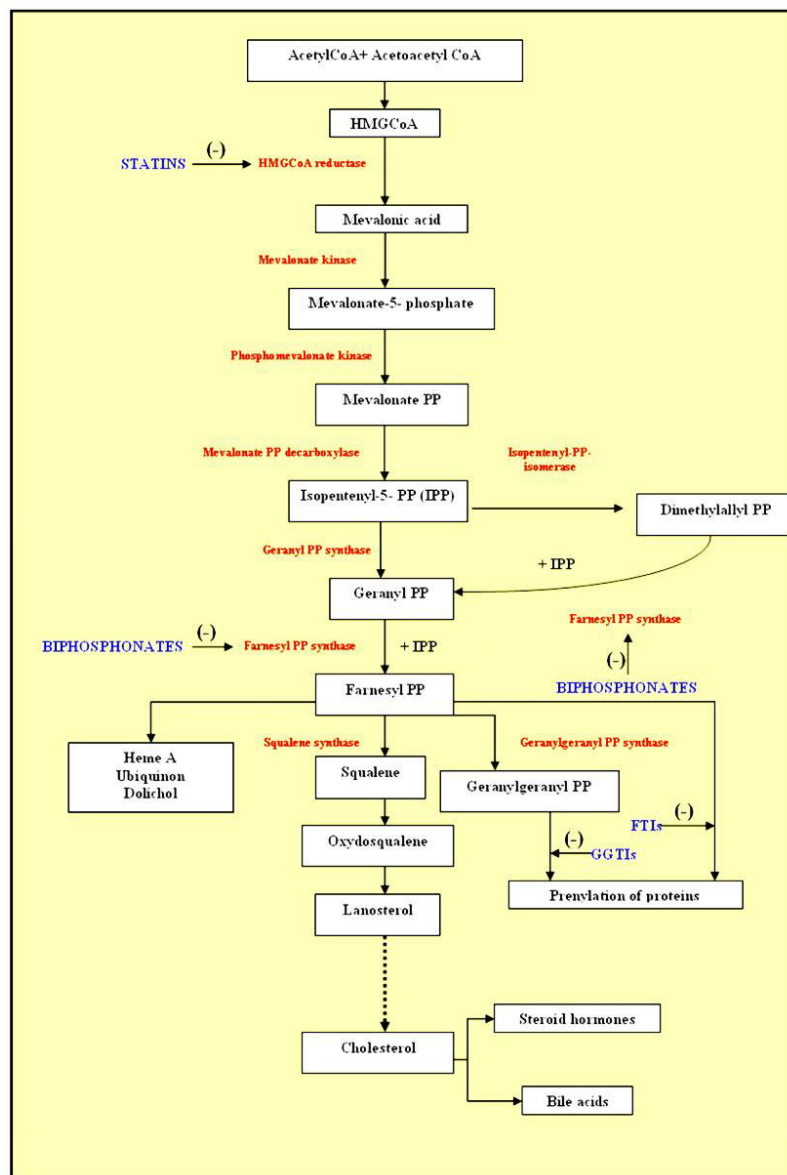 AcetylCoA+ Acetoacetyl CoA
HMGCoA
STATINS
(-)
HMGCoA reductase
Mevalonic acid
Mevalonate kinase
Mevalonate-5- phosphate
Phosphomevalonate kinase
Mevalonate PP
Mevalonate PP decarboxylase
Isopentenyl-PP-
isomerase
Isopentenyl-5- PP (IPP)
Dimethylallyl PP
Geranyl PP synthase
+ IPP
Geranyl PP
Farnesyl PP synthase
BIPHOSPHONATES
(-)
Farnesyl PP synthase
+ IPP
(-)
BIPHOSPHONATES
Farnesyl PP
Heme A
Ubiquinon
Dolichol
Squalene synthase
Geranylgeranyl PP synthase
Squalene
Geranylgeranyl PP
FTIs
(-)
Oxydosqualene
(-)
GGTIs
Prenylation of proteins
Lanosterol
Steroid hormones
Cholesterol
Bile acids